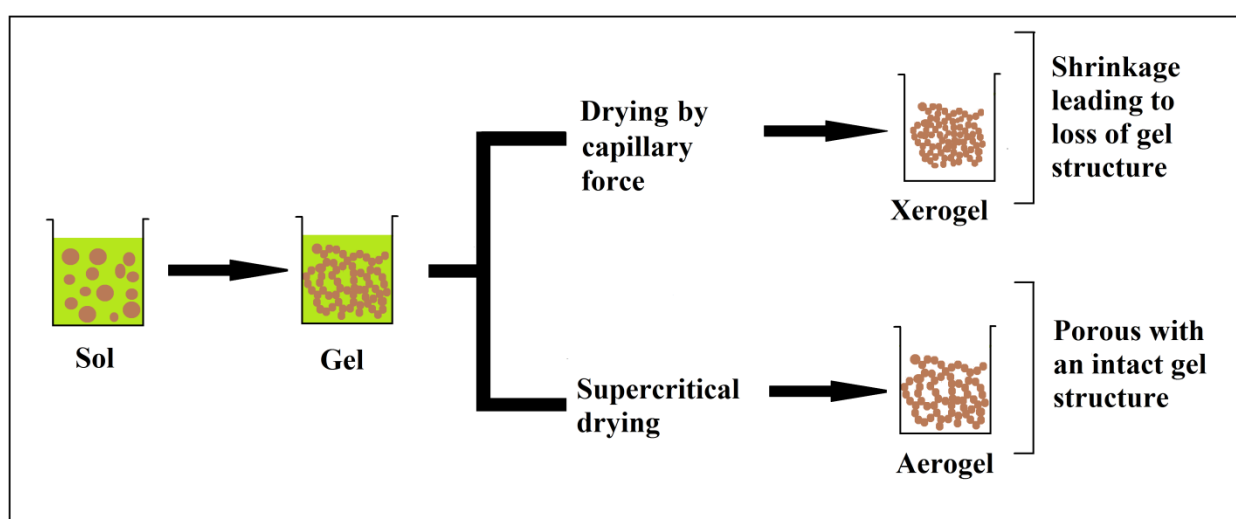 Sol
Gel
Drying by
capillary
force
Xerogel
Shrinkage
leading to
loss of gel
structure
Supercritical
drying
Aerogel
Porous with
an intact gel
structure